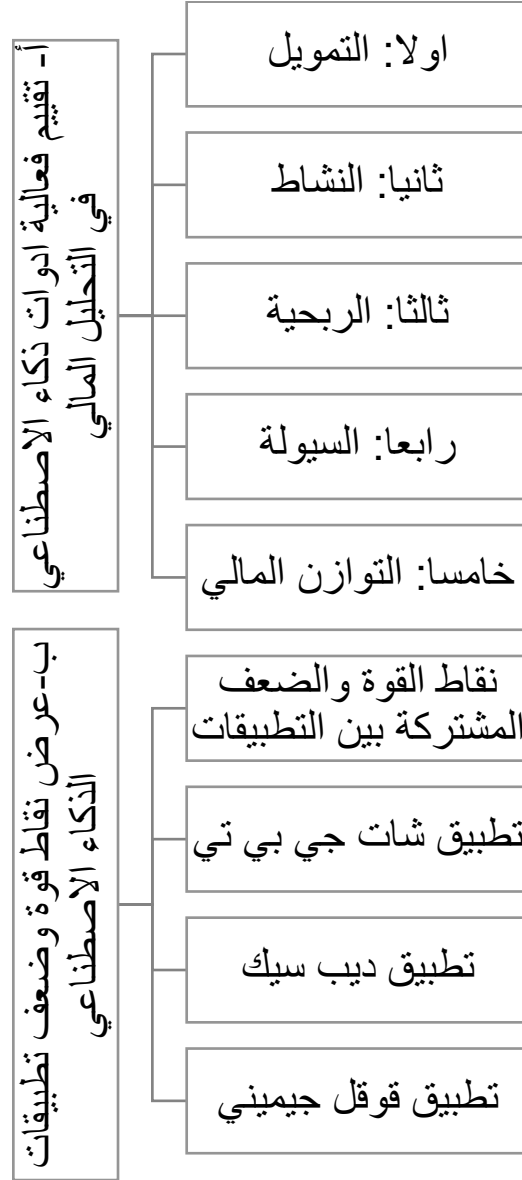 أ- تقييم فعالية ادوات ذكاء الاصطناعي
في التحليل المالي
اولا: التمويل
ثانيا: النشاط
ثالثا: الربحية
رابعا: السيولة
خامسا: التوازن المالي
ب-عرض نقاط قوة وضعف تطبيقات
الذكاء الاصطناعي
نقاط القوة والضعف
المشتركة بين التطبيقات
تطبيق شات جي بي تي
تطبيق ديب سيك
تطبيق قوقل جيميني